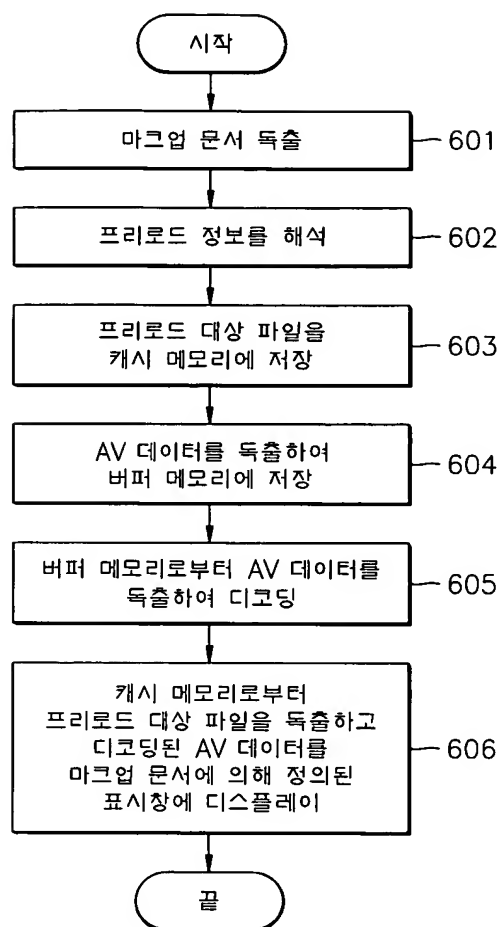 시작
마크업 문서 독출
601
프리로드 정보를 해석
602
프리로드 대상 파일을
캐시 메모리에 저장
603
AV 데이터를 독출하여
버퍼 메모리에 저장
604
버퍼 메모리로부터 AV 데이터를
독출하여 디코딩
605
캐시 메모리로부터
프리로드 대상 파일을 독출하고
디코딩된 AV 데이터를
마크업 문서에 의해 정의된
표시창에 디스플레이
606
끝